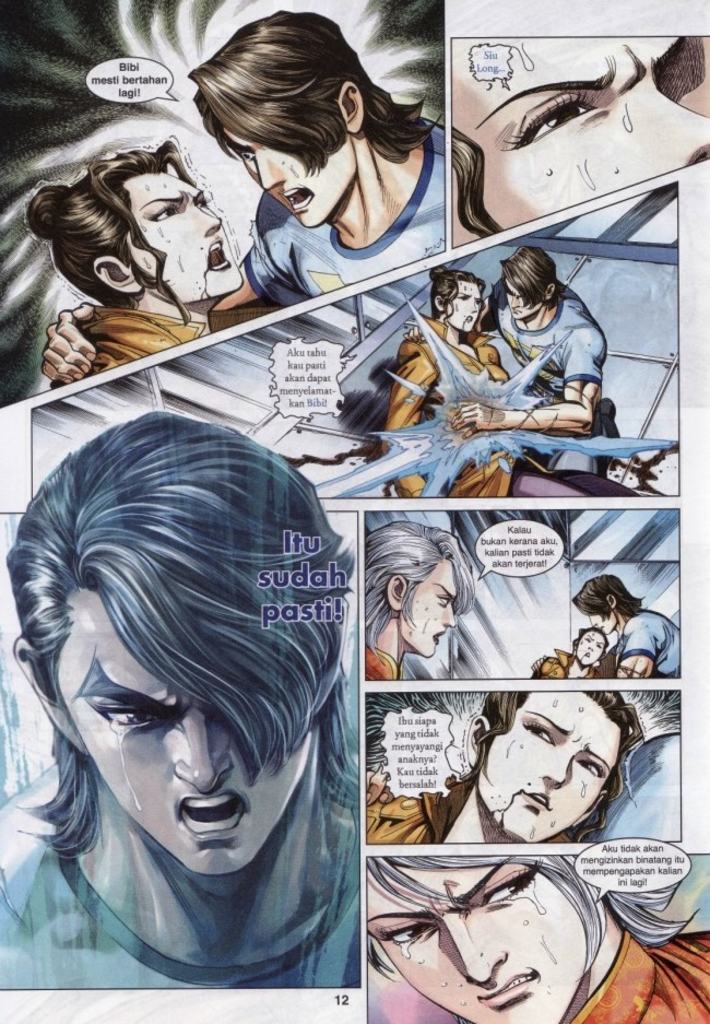 Bibi
mesti bertahan
lagi!
Siu
Long...
Aku tahu
kau pasti
akan dapat
menyelamat-
kan Bibi!
Itu
sudah
pasti!
Kalau
bukan kerana aku,
kalian pasti tidak
akan terjerat!
Ibu siapa
yang tidak
menyayangi
anaknya?
Kau tidak
bersalah!
Aku tidak akan
mengizinkan binatang itu
mempengapakan kalian
ini lagi!
12